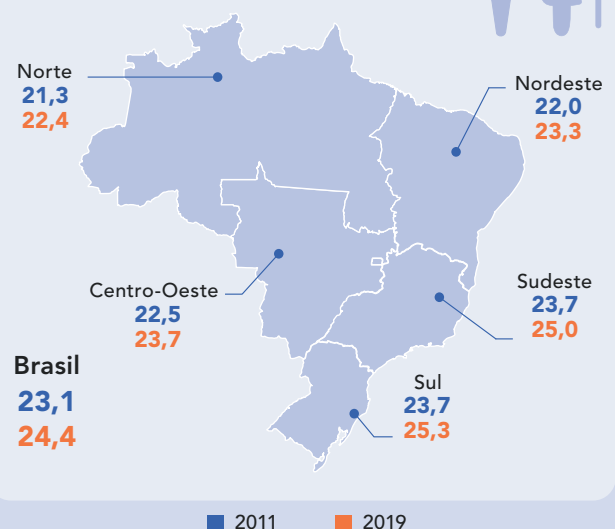 Norte
21,3
22,4
Nordeste
22,0
23,3
Centro-Oeste
22,5
23,7
Sudeste
23,7
25,0
Brasil
23,1
24,4
Sul
23,7
25,3
2011
2019